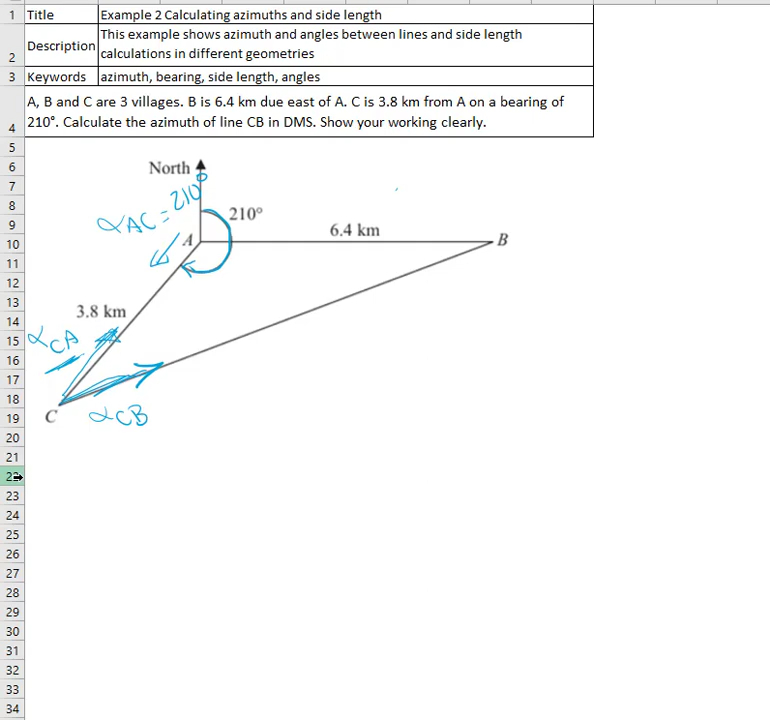 1 Title Example 2 Calculating azimuths and side length
This example shows azimuth and angles between lines and side length
2 Description calculations in different geometries
3 Keywords azimuth, bearing, side length, angles
A, B and C are 3 villages. B is 6.4 km due east of A. C is 3.8 km from A on a bearing of
4 210°. Calculate the azimuth of line CB in DMS. Show your working clearly.
5
6 North
7
8 αAC = 210° 210°
9 6.4 km
10 A B
11
12
13 3.8 km
14
15 αCA
16
17
18
19 C αCB
20
21
22
23
24
25
26
27
28
29
30
31
32
33
34